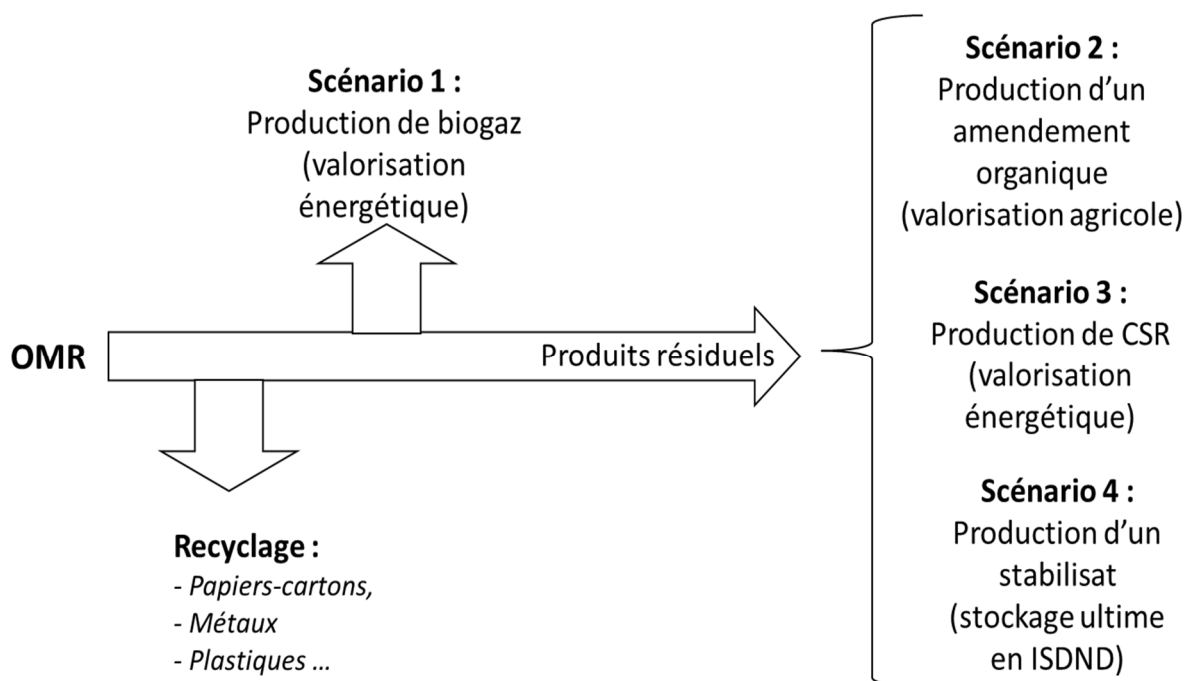 Scénario 1 :
Production de biogaz
(valorisation
énergétique)
OMR
Produits résiduels
Recyclage :
- Papiers-cartons,
- Métaux
- Plastiques ...
Scénario 2 :
Production d’un
amendement
organique
(valorisation agricole)
Scénario 3 :
Production de CSR
(valorisation
énergétique)
Scénario 4 :
Production d’un
stabilisat
(stockage ultime
en ISDND)